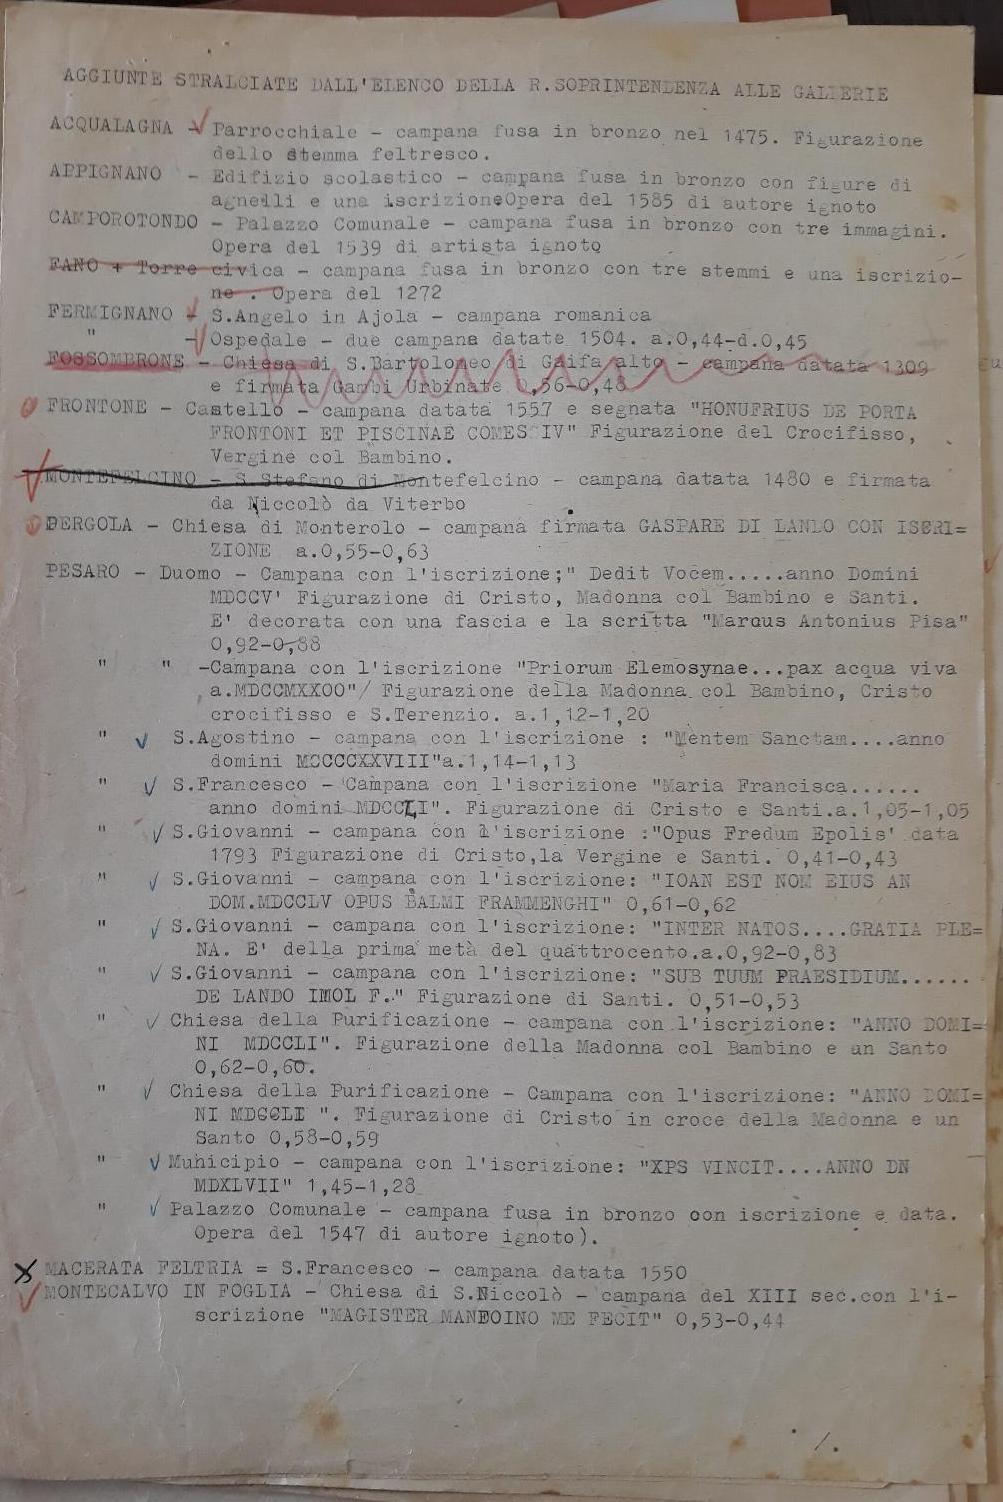 AGGIUNTE STRALCIATE DALL'ELENCO DELLA R.SOPRINTENDENZA ALLE GALLERIE
ACQUALAGNA - Parrocchiale - campana fusa in bronzo nel 1475. Figurazione
dello stemma feltresco.
APPIGNANO - Edifizio scolastico - campana fusa in bronzo con figure di
agnelli e una iscrizioneOpera del 1585 di autore ignoto
CAMPOROTONDO - Palazzo Comunale - campana fusa in bronzo con tre immagini.
Opera del 1539 di artista ignoto
FANO + Torre civica - campana fusa in bronzo con tre stemmi e una iscrizio-
ne . Opera del 1272
FERMIGNANO - S.Angelo in Ajola - campana romanica
" -Ospedale - due campane datate 1504. a.0,44-d.0,45
FOSSOMBRONE - Chiesa di S.Bartolomeo di Gaifa alto - campana datata 1309
e firmata Gambi Urbinate 0,56-0,48
FRONTONE - Castello - campana datata 1557 e segnata "HONUFRIUS DE PORTA
FRONTONI ET PISCINAE COMES IV" Figurazione del Crocifisso,
Vergine col Bambino.
MONTEFELCINO - S.Stefano di Montefelcino - campana datata 1480 e firmata
da Niccolò da Viterbo
PERGOLA - Chiesa di Monterolo - campana firmata GASPARE DI LANDO CON ISCRI=
ZIONE a.0,55-0,63
PESARO - Duomo - Campana con l'iscrizione;" Dedit Vocem.....anno Domini
MDCCV' Figurazione di Cristo, Madonna col Bambino e Santi.
E' decorata con una fascia e la scritta "Marcus Antonius Pisa"
0,92-0,88
" " -Campana con l'iscrizione "Priorum Elemosynae...pax acqua viva
a.MDCCMXXOO"/ Figurazione della Madonna col Bambino, Cristo
crocifisso e S.Terenzio. a.1,12-1,20
" S.Agostino - campana con l'iscrizione : "Mentem Sanctam....anno
domini MCCCCXXVIII"a.1,14-1,13
" S.Francesco - Campana con l'iscrizione "Maria Francisca......
anno domini MDCCLI". Figurazione di Cristo e Santi.a.1,05-1,05
" S.Giovanni - campana con l'iscrizione :"Opus Fredum Epolis' data
1793 Figurazione di Cristo,la Vergine e Santi. 0,41-0,43
" S.Giovanni - campana con l'iscrizione: "IOAN EST NOM EIUS AN
DOM.MDCCLV OPUS BALMI FRAMMENGHI" 0,61-0,62
" S.Giovanni - campana con l'iscrizione: "INTER NATOS....GRATIA PLE=
NA. E' della prima metà del quattrocento.a.0,92-0,83
" S.Giovanni - campana con l'iscrizione: "SUB TUUM PRAESIDIUM......
DE LANDO IMOL F." Figurazione di Santi. 0,51-0,53
" Chiesa della Purificazione - campana con l'iscrizione: "ANNO DOMI=
NI MDCCLI". Figurazione della Madonna col Bambino e un Santo
0,62-0,60.
" Chiesa della Purificazione - Campana con l'iscrizione: "ANNO DOMI=
NI MDCCLI ". Figurazione di Cristo in croce della Madonna e un
Santo 0,58-0,59
" Municipio - campana con l'iscrizione: "XPS VINCIT....ANNO DN
MDXLVII" 1,45-1,28
" Palazzo Comunale - campana fusa in bronzo con iscrizione e data.
Opera del 1547 di autore ignoto).
MACERATA FELTRIA = S.Francesco - campana datata 1550
MONTECALVO IN FOGLIA - Chiesa di S.Niccolò - campana del XIII sec.con l'i-
scrizione "MAGISTER MANFOINO ME FECIT" 0,53-0,44
./.